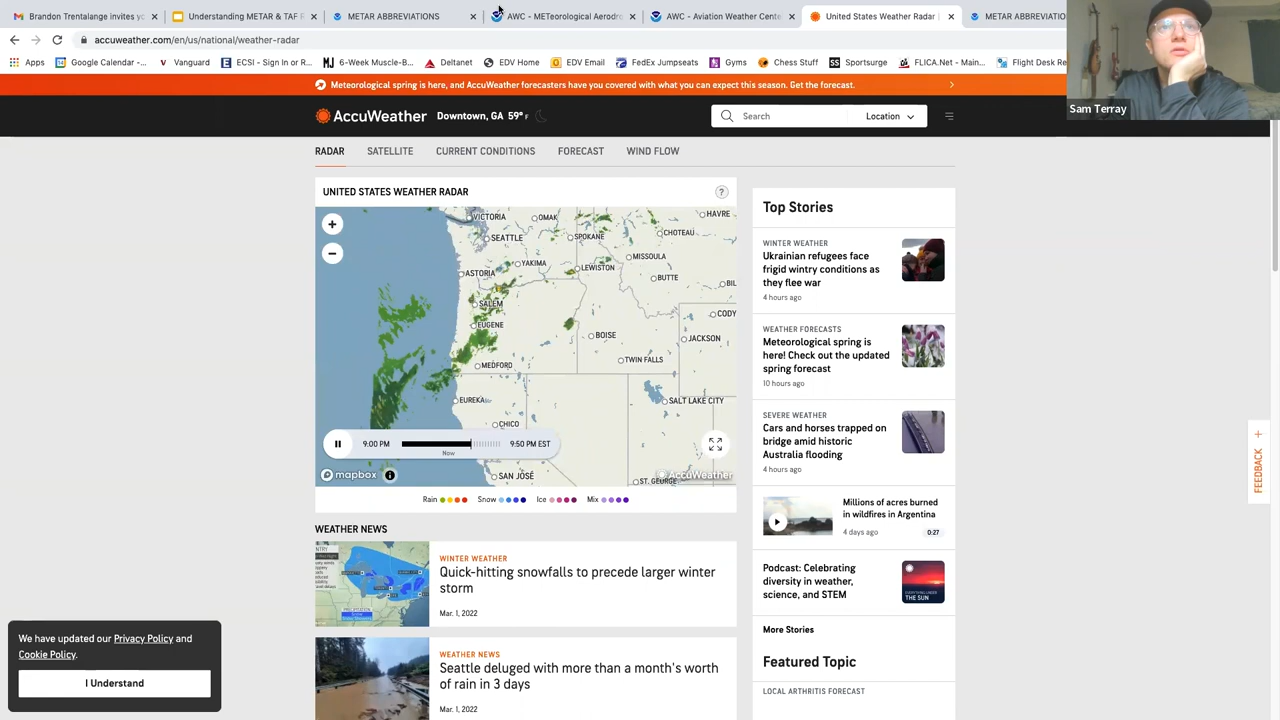 Brandon Trentalange invites yo
Understanding METAR & TAF R
METAR ABBREVIATIONS
AWC - METeorological Aerodro
AWC - Aviation Weather Cente
United States Weather Radar
METAR ABBREVIATIO
accuweather.com/en/us/national/weather-radar
Apps
Google Calendar -...
Vanguard
ECSI - Sign In or R...
6-Week Muscle-B...
Deltanet
EDV Home
EDV Email
FedEx Jumpseats
Gyms
Chess Stuff
Sportsurge
FLICA.Net - Main...
Flight Desk Re
Sam Terray
Meteorological spring is here, and AccuWeather forecasters have you covered with what you can expect this season. Get the forecast.
AccuWeather
Downtown, GA 59° F
Search
Location
RADAR
SATELLITE
CURRENT CONDITIONS
FORECAST
WIND FLOW
UNITED STATES WEATHER RADAR
?
+
−
VICTORIA
OMAK
HAVRE
SEATTLE
SPOKANE
CHOTEAU
YAKIMA
MISSOULA
LEWISTON
ASTORIA
BUTTE
BIL
SALEM
CODY
EUGENE
BOISE
JACKSON
TWIN FALLS
MEDFORD
EUREKA
SALT LAKE CITY
CHICO
9:00 PM
Now
9:50 PM EST
SAN JOSÉ
ST. GEORGE
mapbox
AccuWeather
Rain
Snow
Ice
Mix
WEATHER NEWS
WINTER WEATHER
Quick-hitting snowfalls to precede larger winter
storm
Mar. 1, 2022
WEATHER NEWS
Seattle deluged with more than a month's worth
of rain in 3 days
Mar. 1, 2022
Top Stories
WINTER WEATHER
Ukrainian refugees face
frigid wintry conditions as
they flee war
4 hours ago
WEATHER FORECASTS
Meteorological spring is
here! Check out the updated
spring forecast
10 hours ago
SEVERE WEATHER
Cars and horses trapped on
bridge amid historic
Australia flooding
4 hours ago
Millions of acres burned
in wildfires in Argentina
4 days ago
0:27
Podcast: Celebrating
diversity in weather,
science, and STEM
More Stories
Featured Topic
LOCAL ARTHRITIS FORECAST
FEEDBACK +
We have updated our Privacy Policy and
Cookie Policy.
I Understand